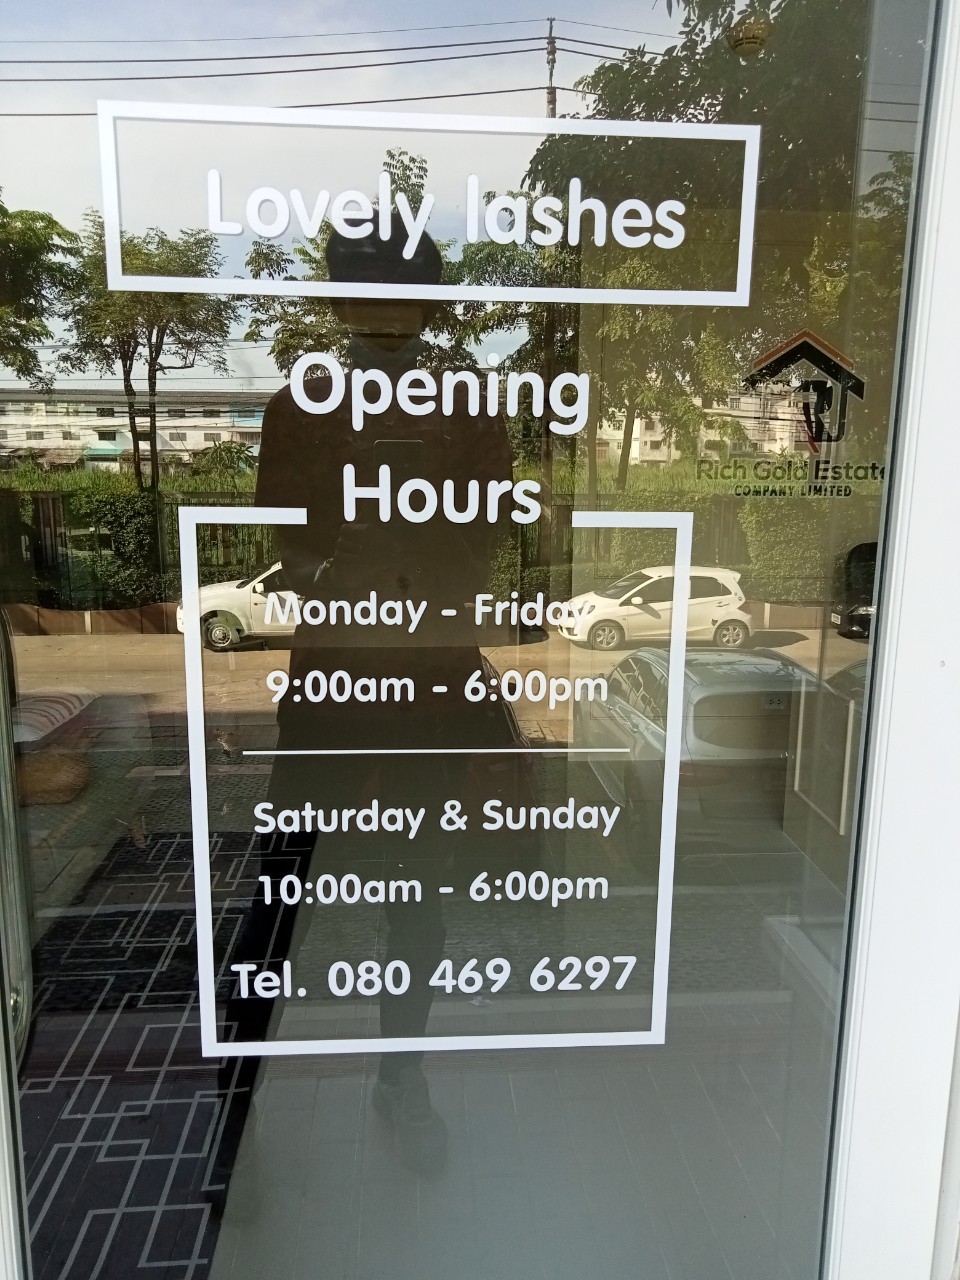 Lovely lashes
Opening
Hours
Monday - Friday
9:00am - 6:00pm
Saturday & Sunday
10:00am - 6:00pm
Tel. 080 469 6297
Rich Gold Estate
COMPANY LIMITED